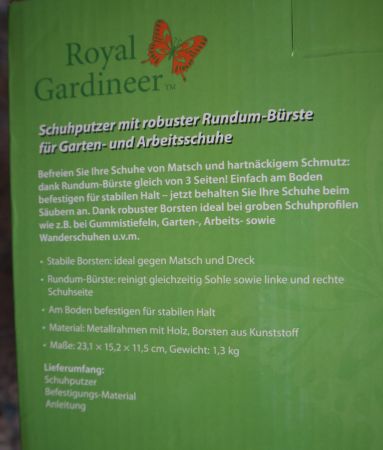 Royal
Gardineer™
Schuhputzer mit robuster Rundum-Bürste
für Garten- und Arbeitsschuhe
Befreien Sie Ihre Schuhe von Matsch und hartnäckigem Schmutz:
dank Rundum-Bürste gleich von 3 Seiten! Einfach am Boden
befestigen für stabilen Halt – jetzt behalten Sie Ihre Schuhe beim
Säubern an. Dank robuster Borsten ideal bei groben Schuhprofilen
wie z.B. bei Gummistiefeln, Garten-, Arbeits- sowie
Wanderschuhen u.v.m.
• Stabile Borsten: ideal gegen Matsch und Dreck
• Rundum-Bürste: reinigt gleichzeitig Sohle sowie linke und rechte
Schuhseite
• Am Boden befestigen für stabilen Halt
• Material: Metallrahmen mit Holz, Borsten aus Kunststoff
• Maße: 23,1 × 15,2 × 11,5 cm, Gewicht: 1,3 kg
Lieferumfang:
Schuhputzer
Befestigungs-Material
Anleitung